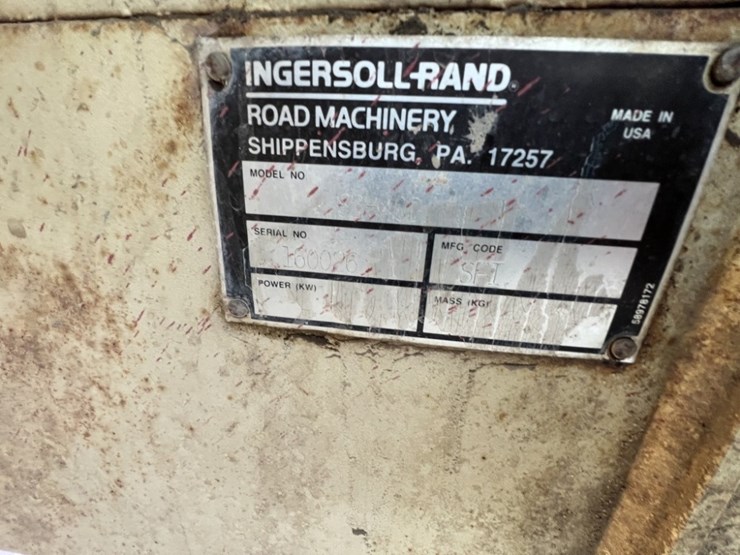 INGERSOLL-RAND®
ROAD MACHINERY,
SHIPPENSBURG, PA. 17257
MADE IN
USA
MODEL NO
SERIAL NO
MFG. CODE
SHI
POWER (KW)
MASS (KG)
58978172